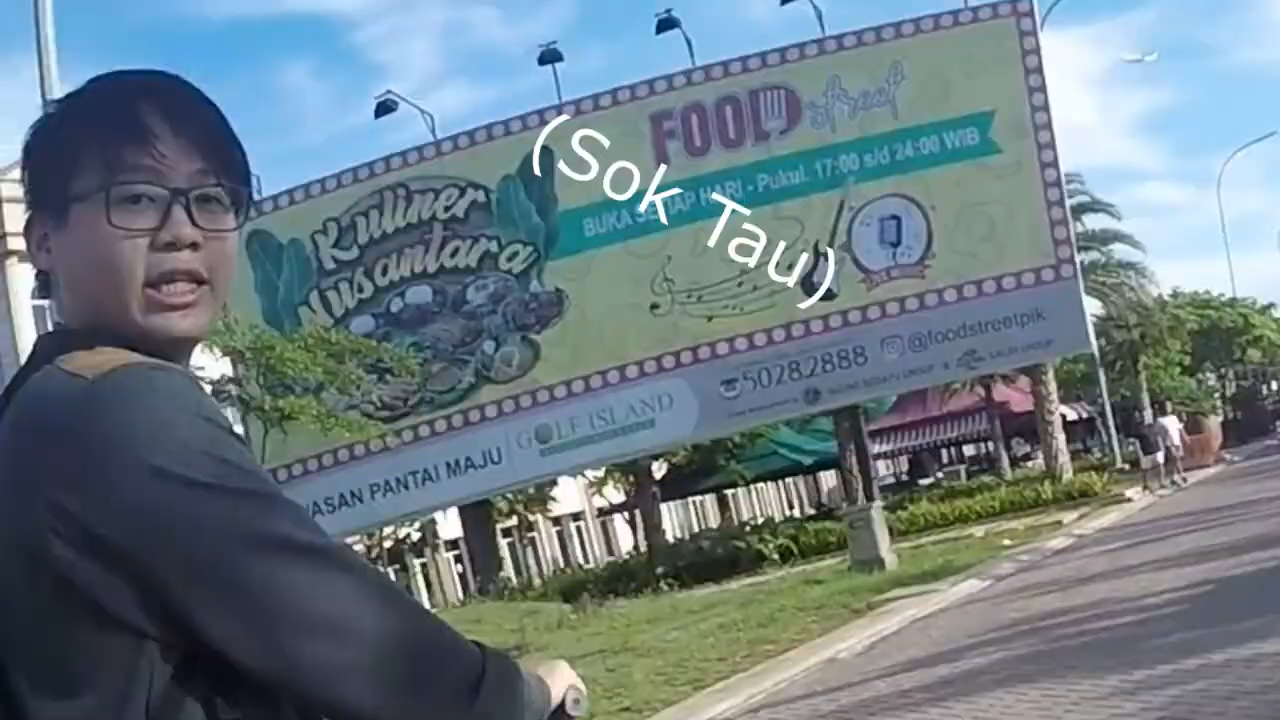 (Sok Tau)
FOOD street
BUKA SETIAP HARI - Pukul. 17:00 s/d 24:00 WIB
Kuliner
Nusantara
50282888 @foodstreetpik
WASAN PANTAI MAJU GOLF ISLAND